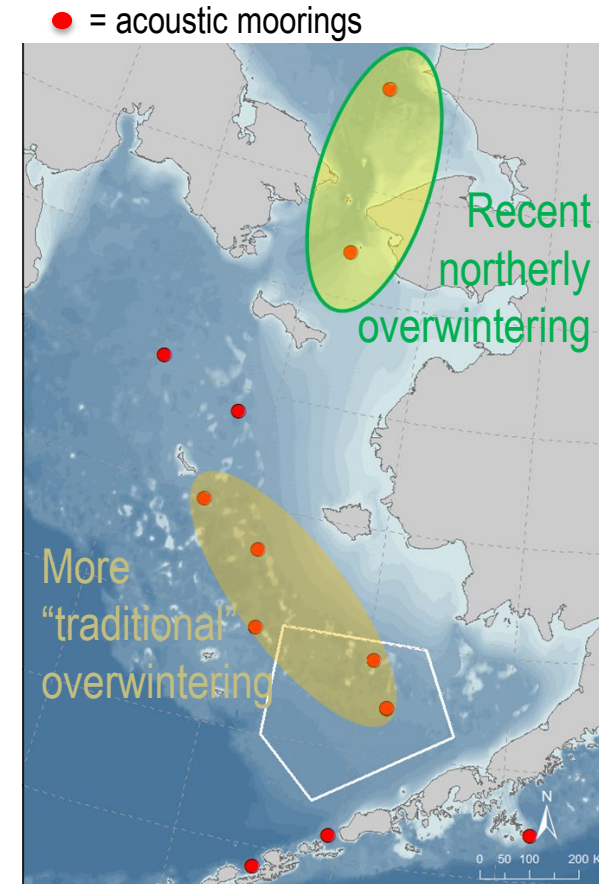 = acoustic moorings
Recent
northerly
overwintering
More
“traditional”
overwintering
N
0 50 100 200 K